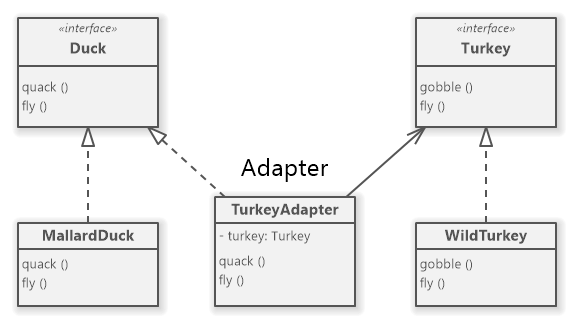 «interface»
Duck
quack ()
fly ()
«interface»
Turkey
gobble ()
fly ()
Adapter
MallardDuck
quack ()
fly ()
TurkeyAdapter
- turkey: Turkey
quack ()
fly ()
WildTurkey
gobble ()
fly ()